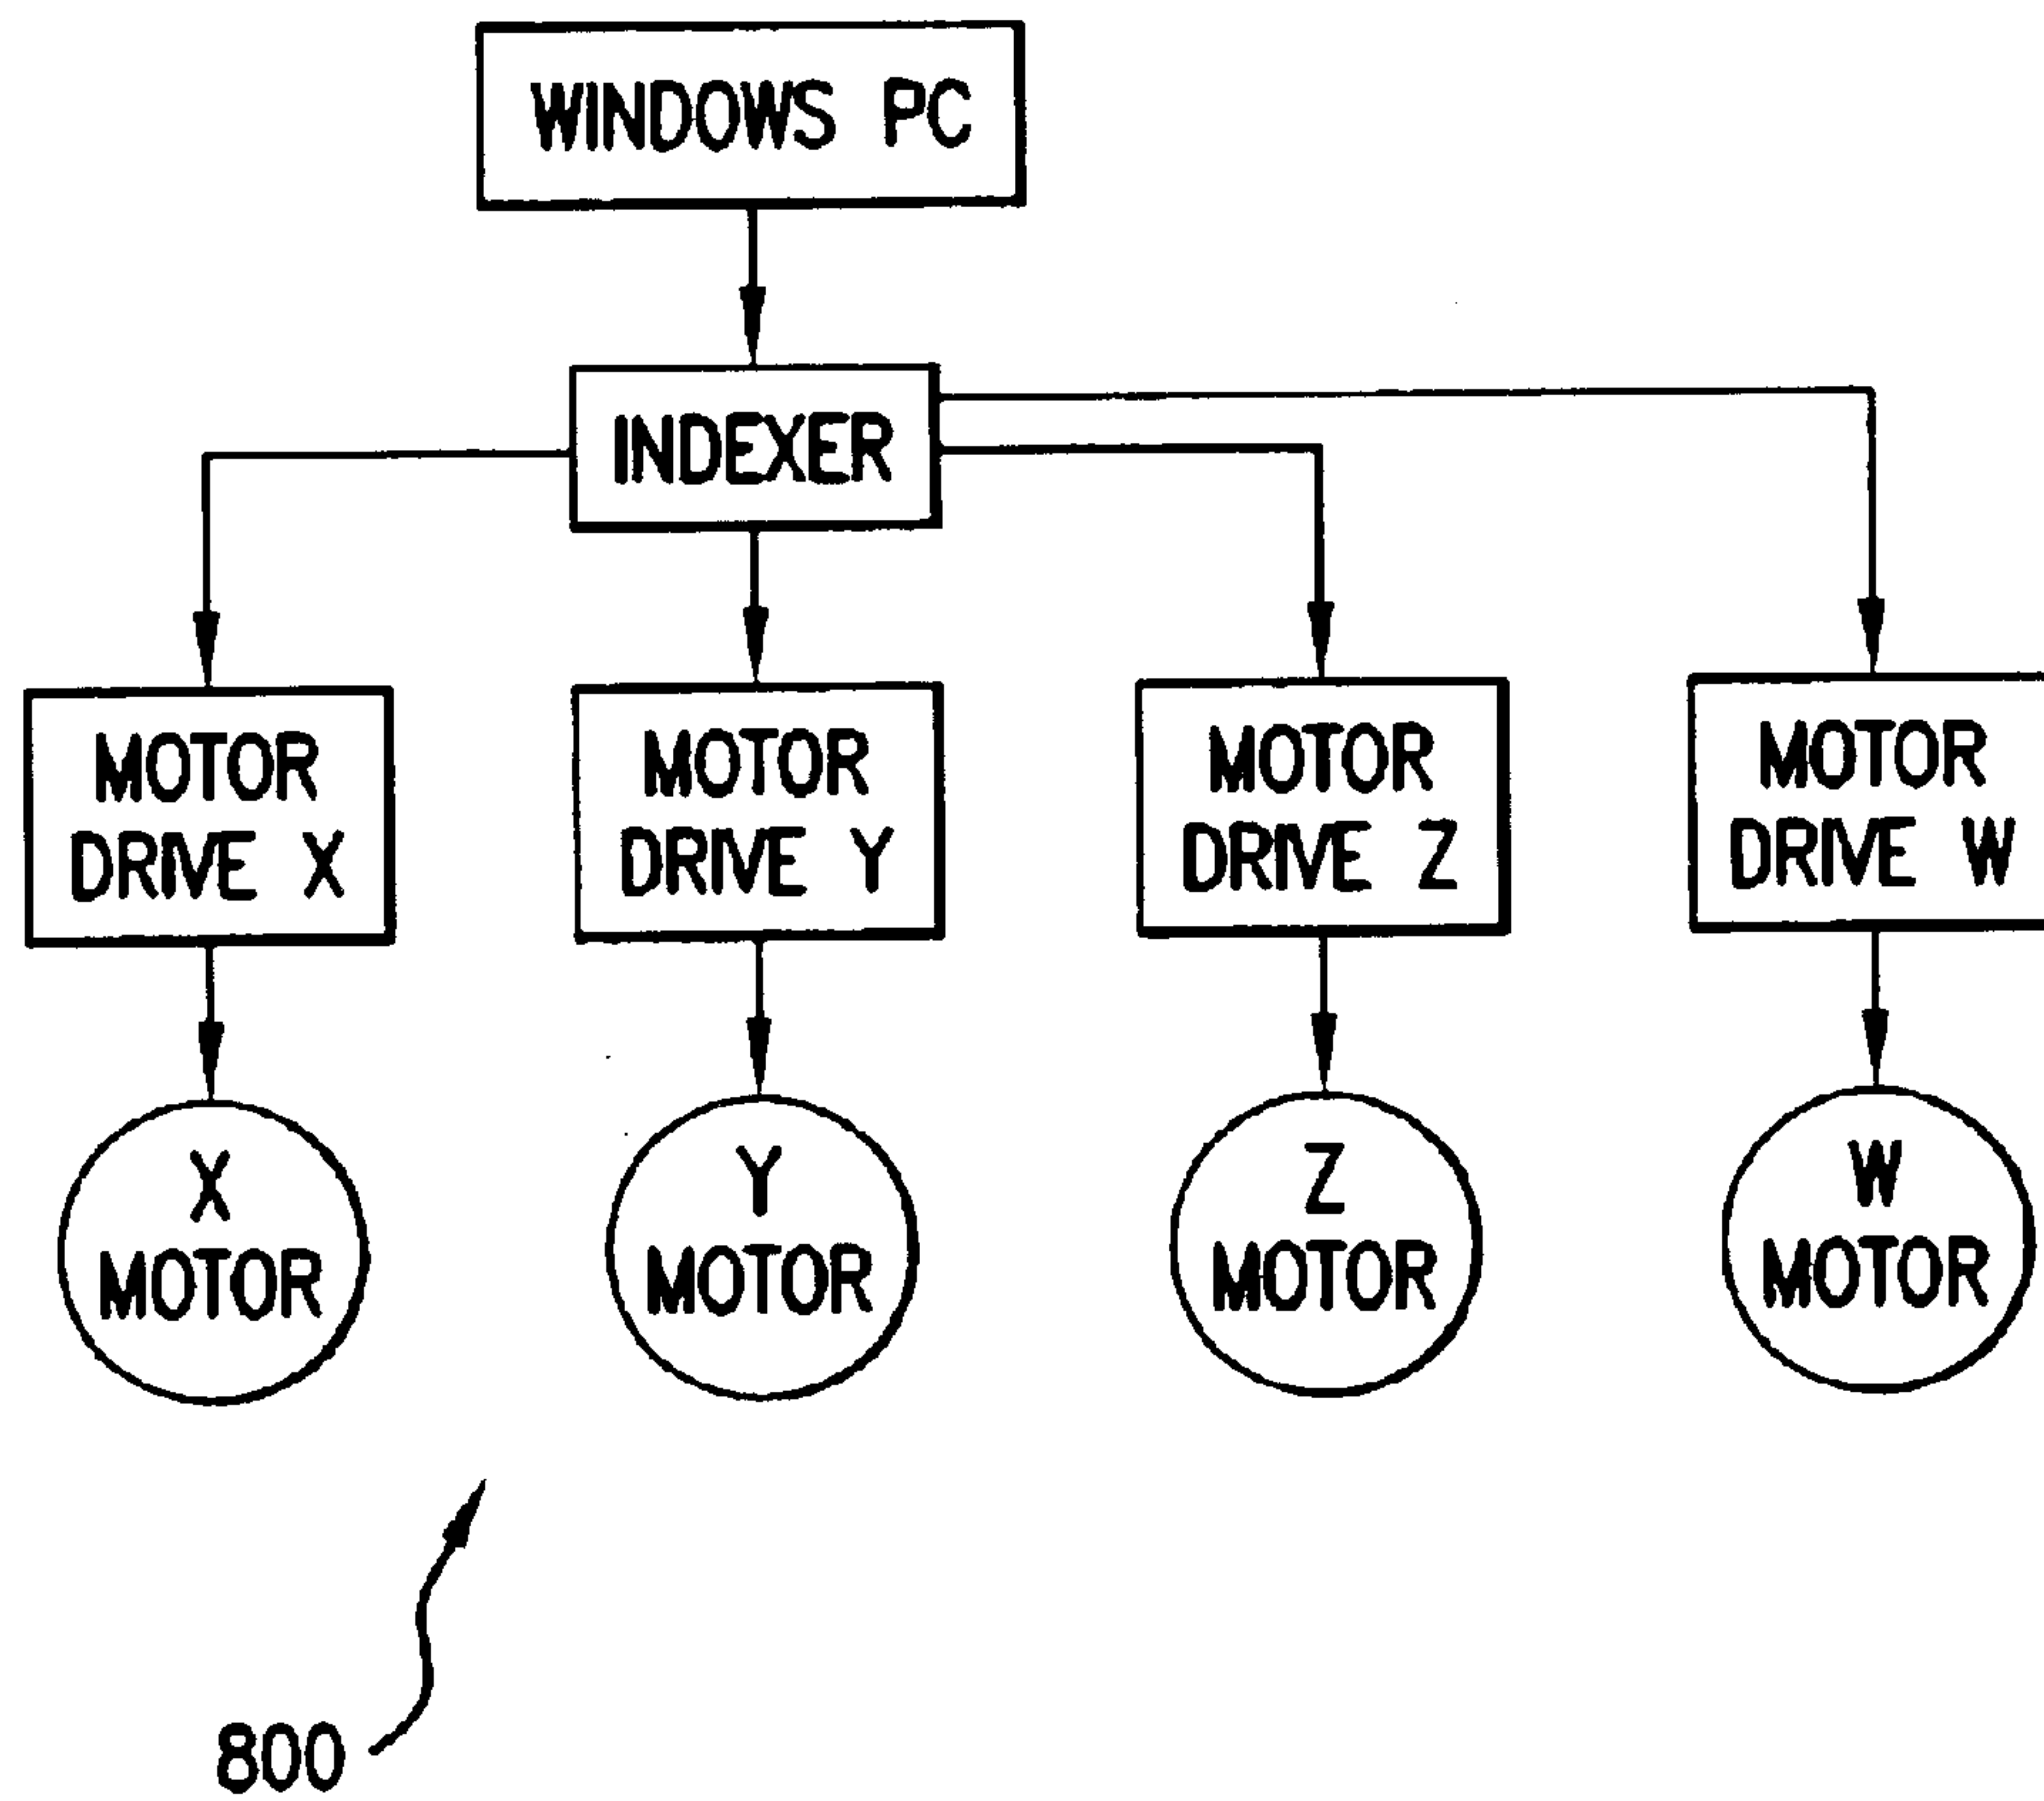 WINDOWS PC
INDEXER
MOTOR
DRIVE X
MOTOR
DRIVE Y
MOTOR
DRIVE Z
MOTOR
DRIVE W
X
MOTOR
Y
MOTOR
Z
MOTOR
W
MOTOR
800